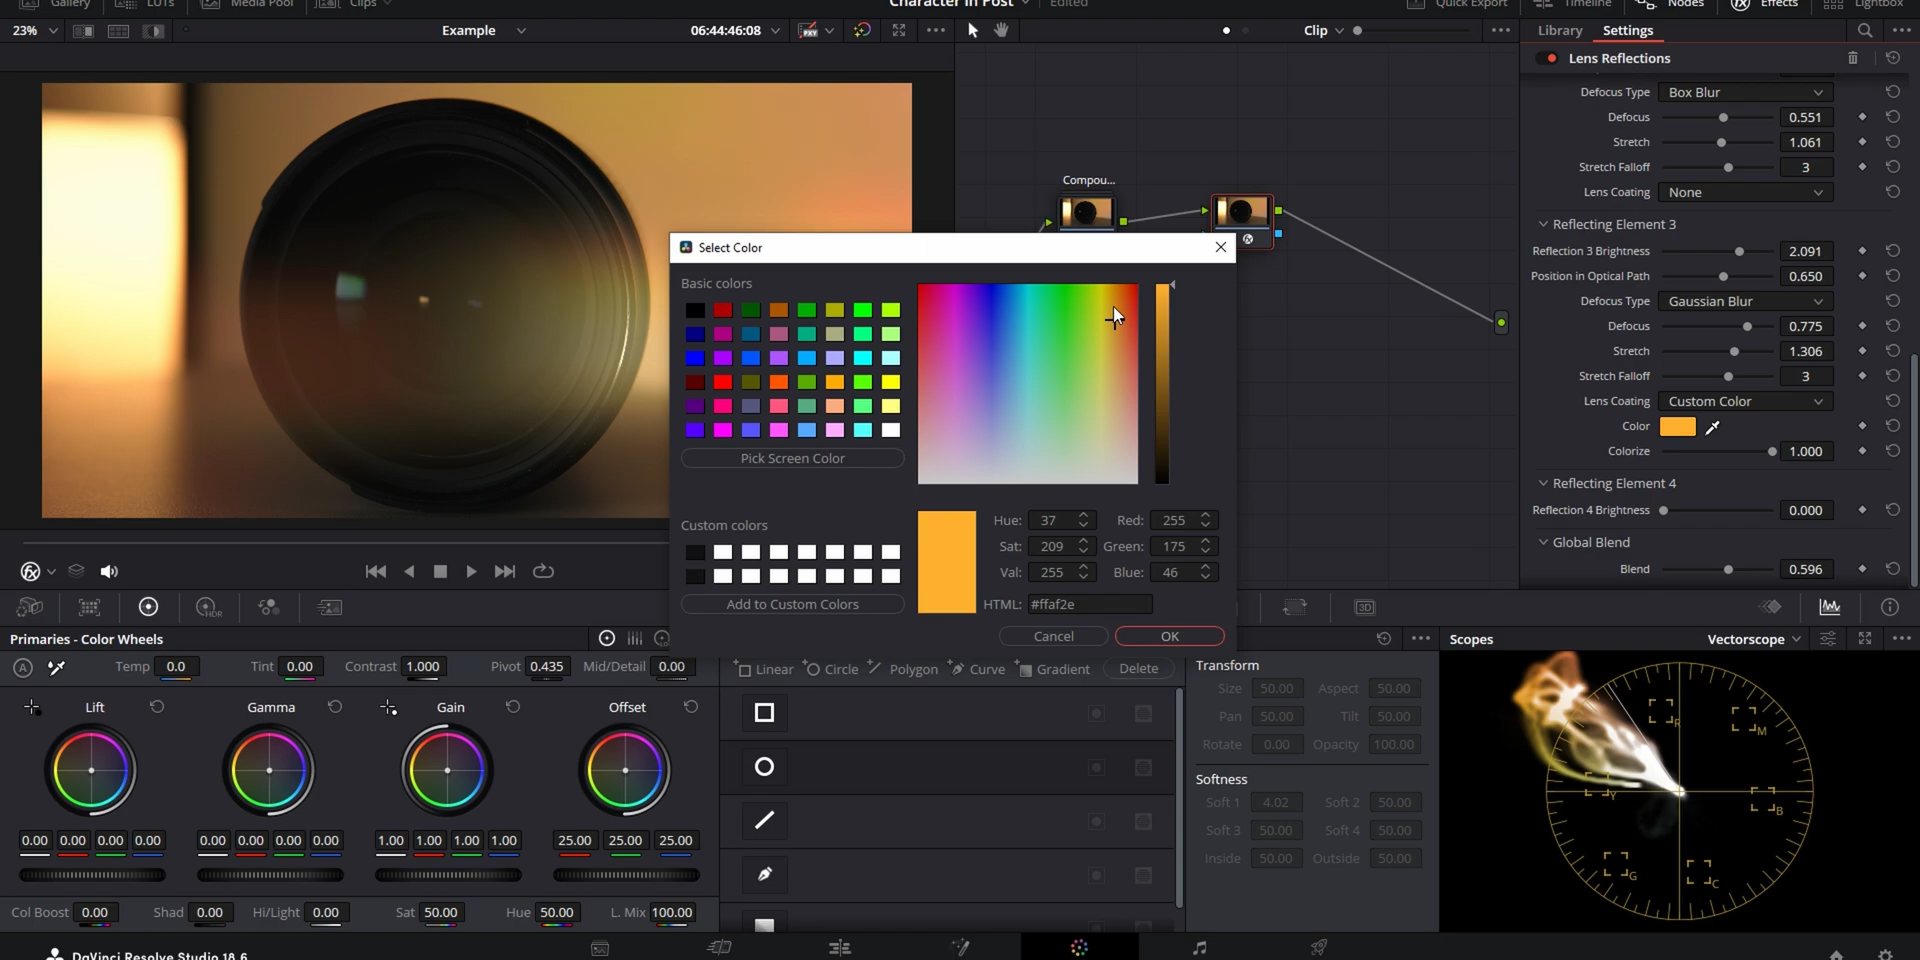 Gallery
LUTs
Media Pool
Clips
Character in Post
Edited
Quick Export
Timeline
Nodes
Effects
Lightbox
23%
Example
06:44:46:08
Clip
Library
Settings
Lens Reflections
Defocus Type
Box Blur
Defocus
0.551
Stretch
1.061
Stretch Falloff
3
Lens Coating
None
Reflecting Element 3
Reflection 3 Brightness
2.091
Position in Optical Path
0.650
Defocus Type
Gaussian Blur
Defocus
0.775
Stretch
1.306
Stretch Falloff
3
Lens Coating
Custom Color
Color
Colorize
1.000
Reflecting Element 4
Reflection 4 Brightness
0.000
Global Blend
Blend
0.596
Compou...
Select Color
Basic colors
Pick Screen Color
Custom colors
Add to Custom Colors
Hue: 37
Red: 255
Sat: 209
Green: 175
Val: 255
Blue: 46
HTML: #ffaf2e
Cancel
OK
HDR
3D
Primaries - Color Wheels
A
Temp 0.0
Tint 0.00
Contrast 1.000
Pivot 0.435
Mid/Detail 0.00
Lift
Gamma
Gain
Offset
0.00 0.00 0.00 0.00
0.00 0.00 0.00 0.00
1.00 1.00 1.00 1.00
25.00 25.00 25.00
Col Boost 0.00
Shad 0.00
Hi/Light 0.00
Sat 50.00
Hue 50.00
L. Mix 100.00
Linear
Circle
Polygon
Curve
Gradient
Delete
Transform
Size 50.00
Aspect 50.00
Pan 50.00
Tilt 50.00
Rotate 0.00
Opacity 100.00
Softness
Soft 1 4.02
Soft 2 50.00
Soft 3 50.00
Soft 4 50.00
Inside 50.00
Outside 50.00
Scopes
Vectorscope
R
M
Y
B
G
C
DaVinci Resolve Studio 18.6